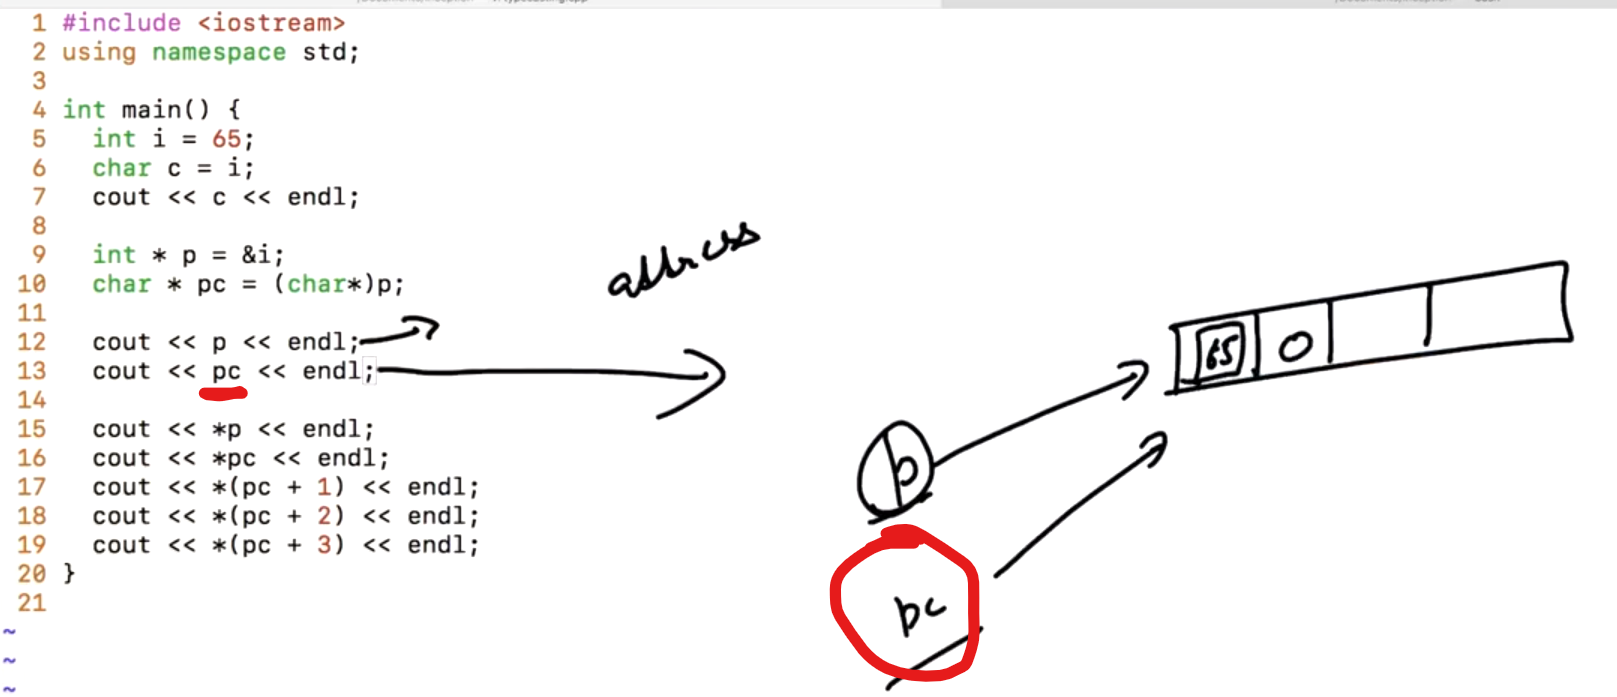 1 #include <iostream>
2 using namespace std;
3
4 int main() {
5 int i = 65;
6 char c = i;
7 cout << c << endl;
8
9 int * p = &i;
10 char * pc = (char*)p;
11
12 cout << p << endl;
13 cout << pc << endl;
14
15 cout << *p << endl;
16 cout << *pc << endl;
17 cout << *(pc + 1) << endl;
18 cout << *(pc + 2) << endl;
19 cout << *(pc + 3) << endl;
20 }
21
~
~
~
address
65 0
p
pc